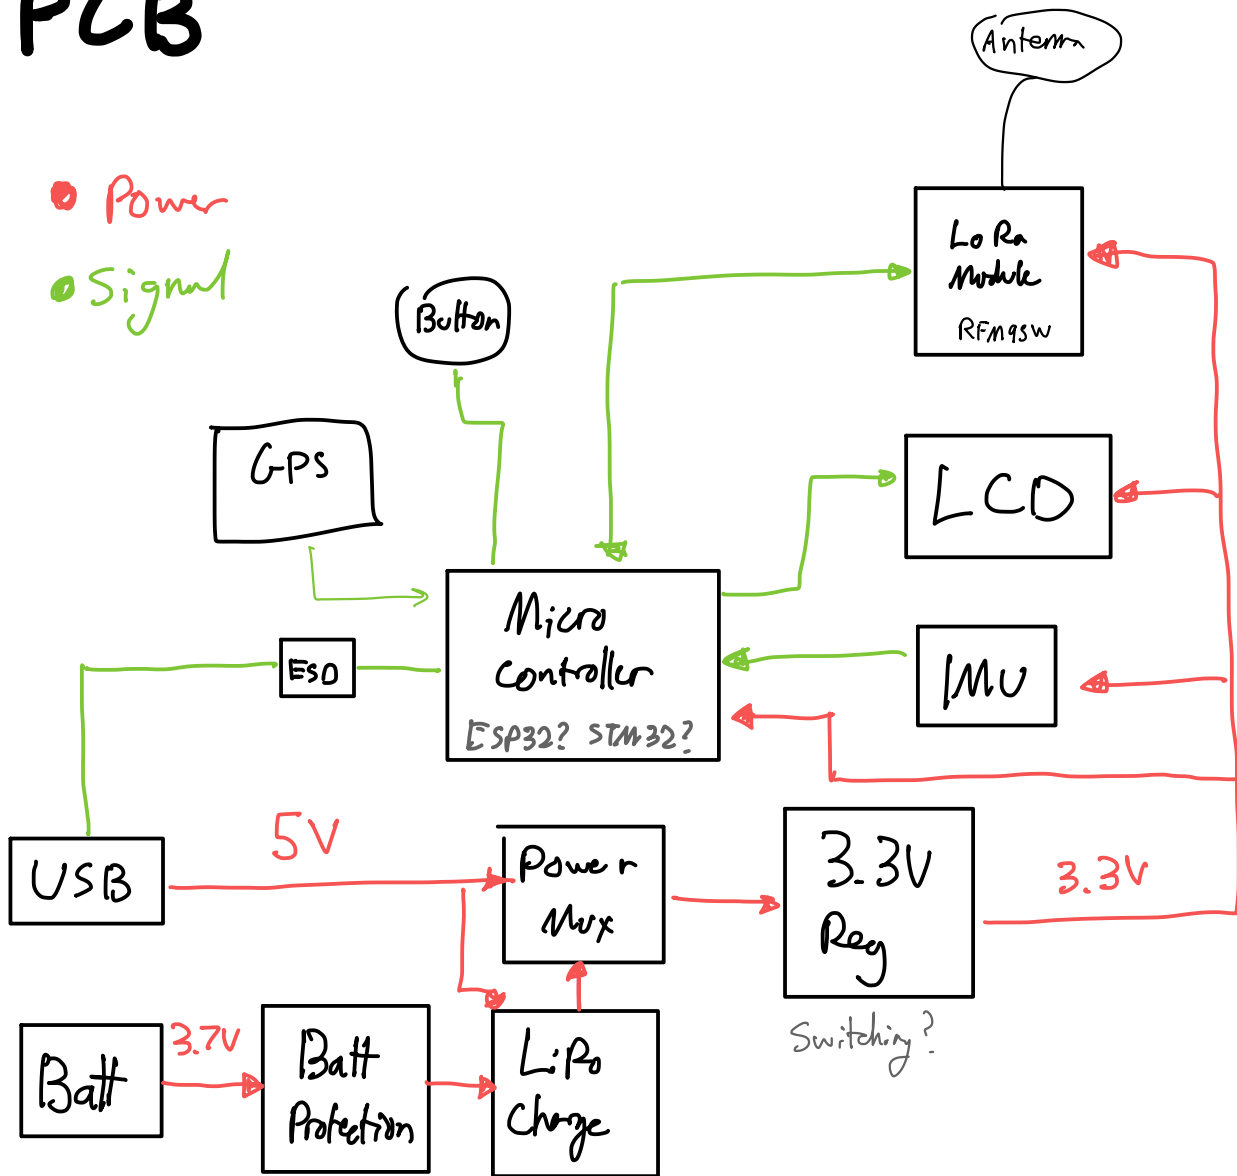 PCB
Antenna
Power
Signal
LoRa
Module
RFM95W
Button
GPS
LCD
Micro
Controller
ESP32? STM32?
ESD
IMU
USB
5V
Power
Mux
3.3V
Reg
3.3V
Switching?
Batt
3.7V
Batt
Protection
LiPo
Charge